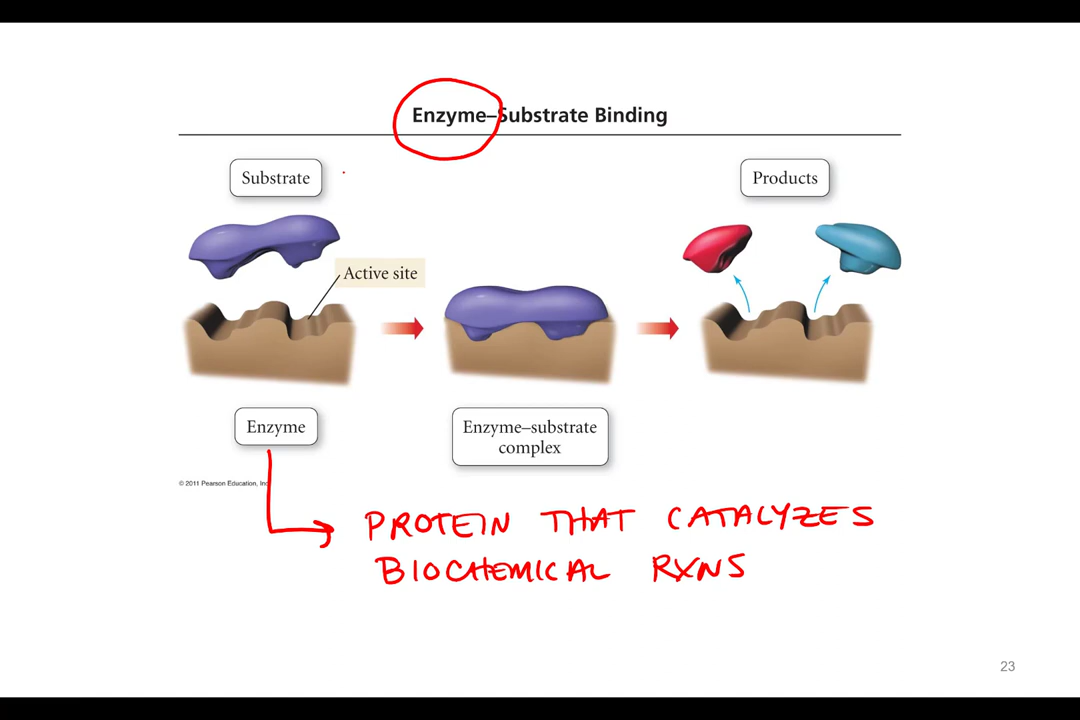 Enzyme–Substrate Binding
Substrate
Products
Active site
Enzyme
Enzyme–substrate
complex
© 2011 Pearson Education, Inc
PROTEIN THAT CATALYZES
BIOCHEMICAL RXNS
23